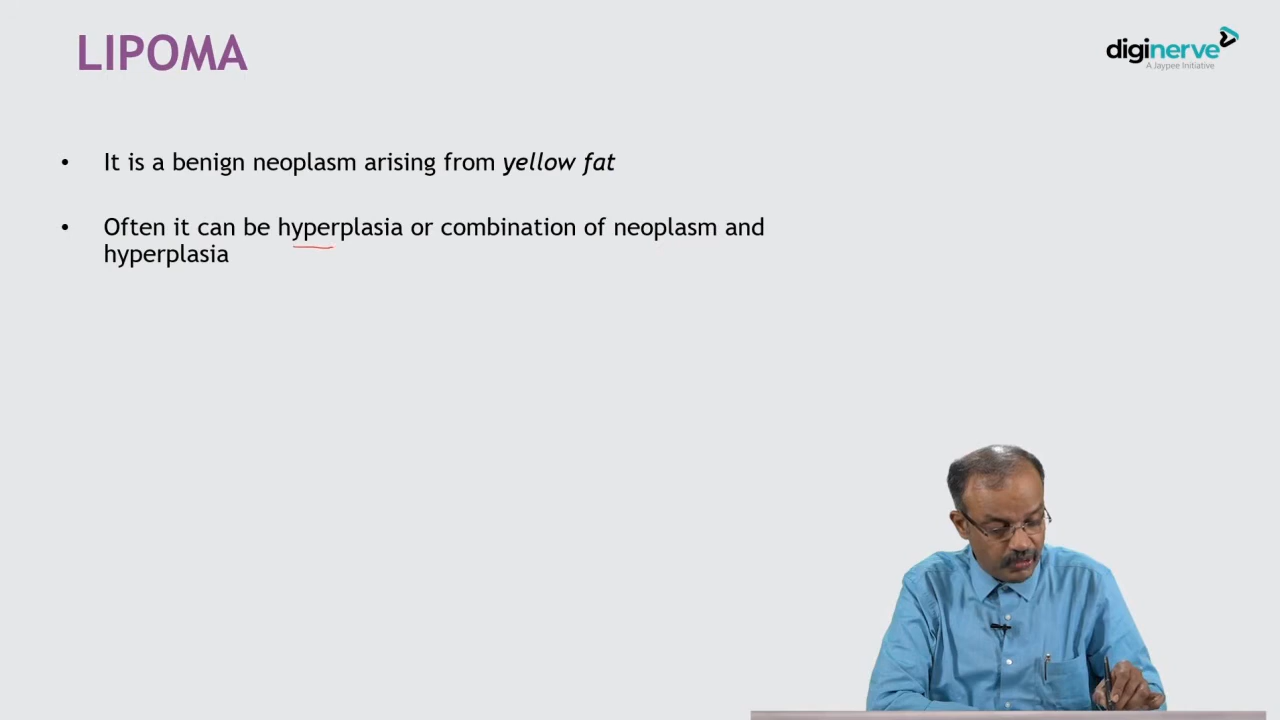 LIPOMA
diginerve
A Jaypee Initiative
• It is a benign neoplasm arising from yellow fat
• Often it can be hyperplasia or combination of neoplasm and
hyperplasia